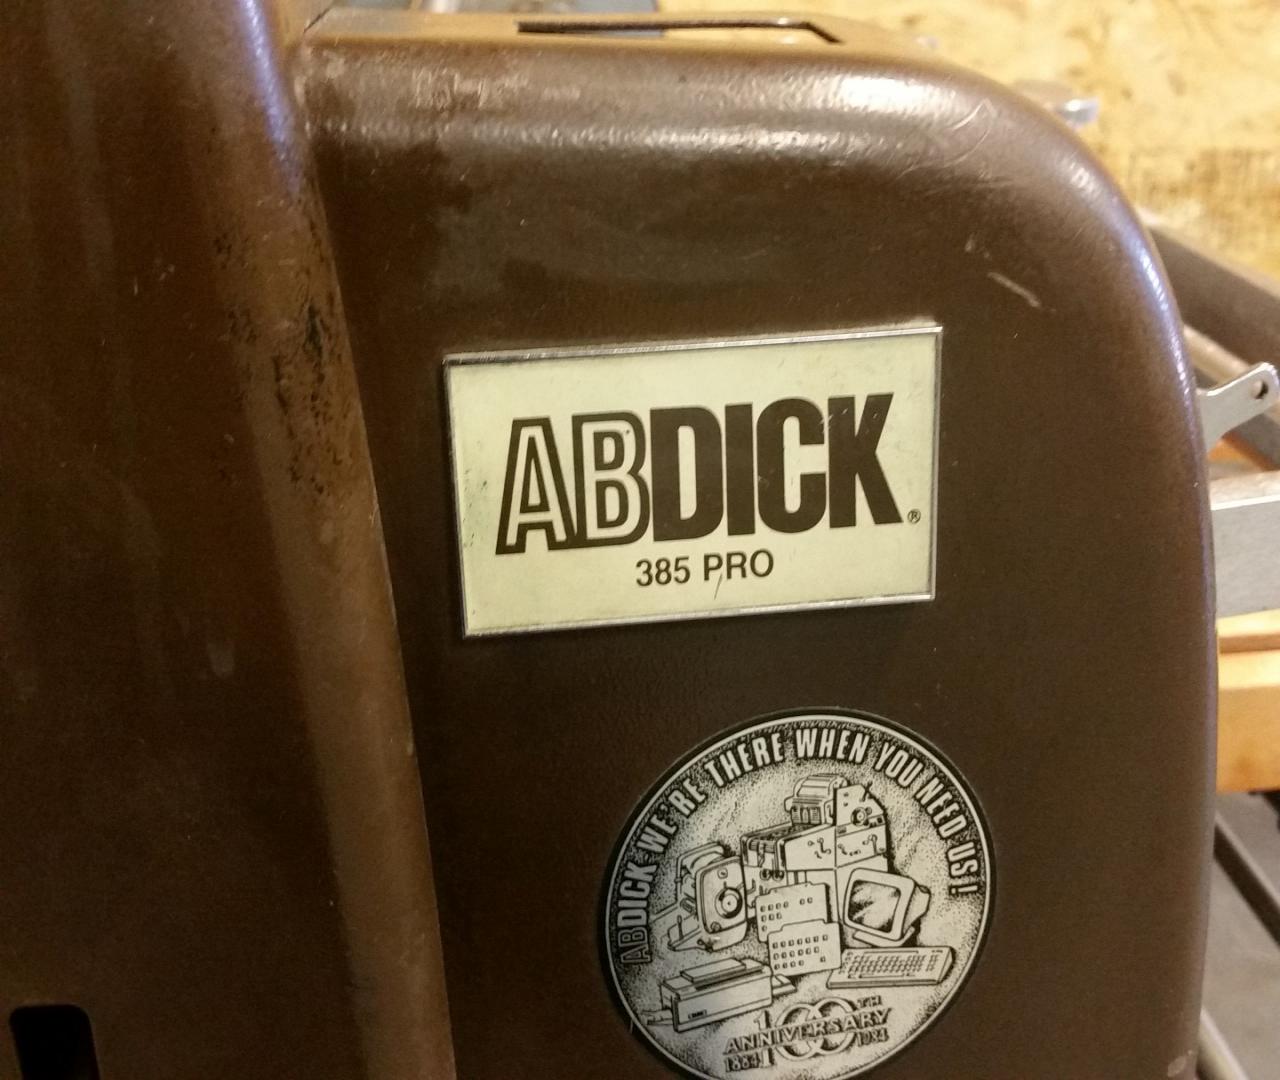 ABDICK®
385 PRO
ABDICK WE'RE THERE WHEN YOU NEED US!
100TH
ANNIVERSARY
1884 1984